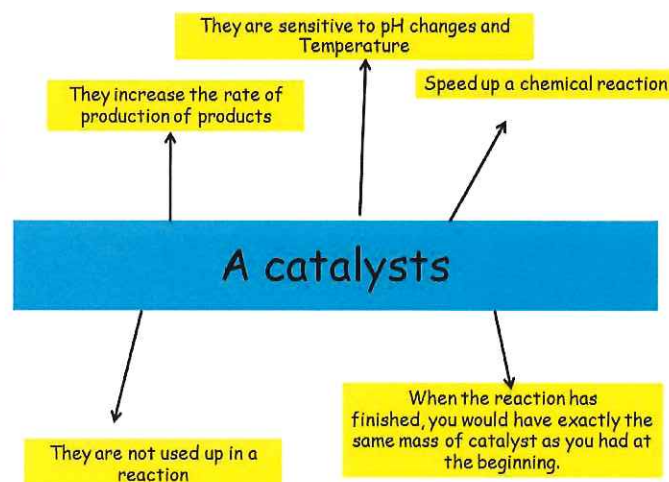 They are sensitive to pH changes and
Temperature
Speed up a chemical reaction
They increase the rate of
production of products
A catalysts
They are not used up in a
reaction
When the reaction has
finished, you would have exactly the
same mass of catalyst as you had at
the beginning.